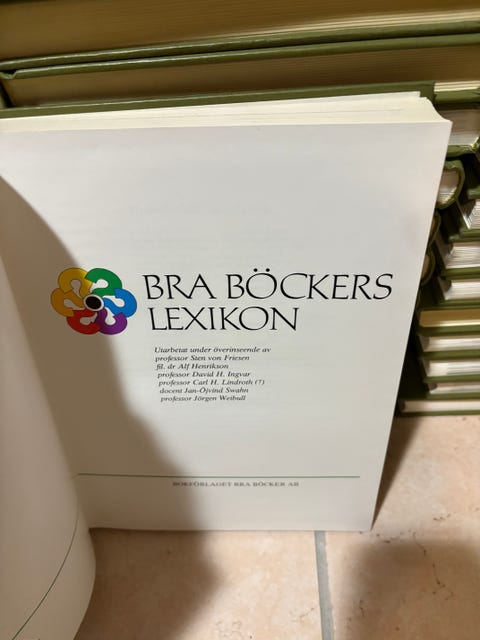 BRA BÖCKERS
LEXIKON
Utarbetat under överinseende av
professor Sten von Friesen
fil. dr Alf Henrikson
professor David H. Ingvar
professor Carl H. Lindroth (†)
docent Jan-Öjvind Swahn
professor Jörgen Weibull
BOKFÖRLAGET BRA BÖCKER AB